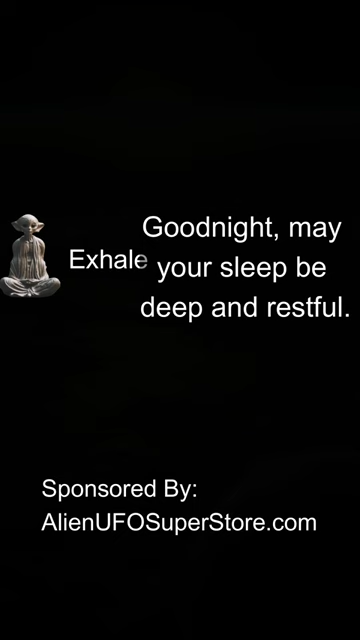 Goodnight, may
Exhale
your sleep be
deep and restful.
Sponsored By:
AlienUFOSuperStore.com